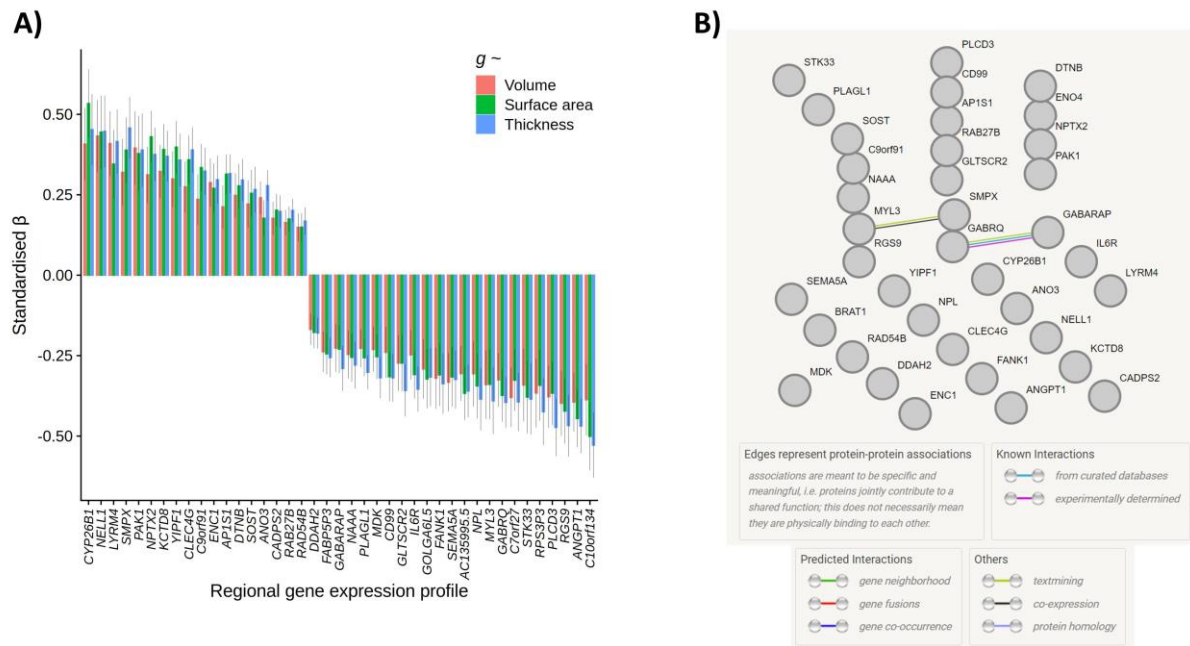 A)
g ~
Volume
Surface area
Thickness
0.50
0.25
0.00
-0.25
-0.50
Standardised β
CYP26B1
NELL1
LYRM4
SMPX
PAK1
NPTX2
KCTD8
YIPF1
CLEC4G
C9orf91
ENC1
AP1S1
DTNB
SOST
ANO3
CADPS2
RAB27B
RAD54B
DDAH2
FABP5P3
GABARAP
NAAA
PLAGL1
MDK
CD99
GLTSCR2
IL6R
GOLGA6L5
FANK1
SEMA5A
AC135995.5
NPL
MYL3
GABRQ
C7orf27
STK33
RPS3P3
PLCD3
RGS9
ANGPT1
C10orf134
Regional gene expression profile
B)
STK33
PLAGL1
SOST
C9orf91
NAAA
MYL3
RGS9
PLCD3
CD99
AP1S1
RAB27B
GLTSCR2
SMPX
GABRQ
DTNB
ENO4
NPTX2
PAK1
GABARAP
IL6R
LYRM4
CYP26B1
ANO3
NELL1
KCTD8
CADPS2
YIPF1
NPL
CLEC4G
FANK1
ANGPT1
SEMA5A
BRAT1
RAD54B
DDAH2
ENC1
MDK
Edges represent protein-protein associations
associations are meant to be specific and
meaningful, i.e. proteins jointly contribute to a
shared function; this does not necessarily mean
they are physically binding to each other.
Known Interactions
from curated databases
experimentally determined
Predicted Interactions
gene neighborhood
gene fusions
gene co-occurrence
Others
textmining
co-expression
protein homology